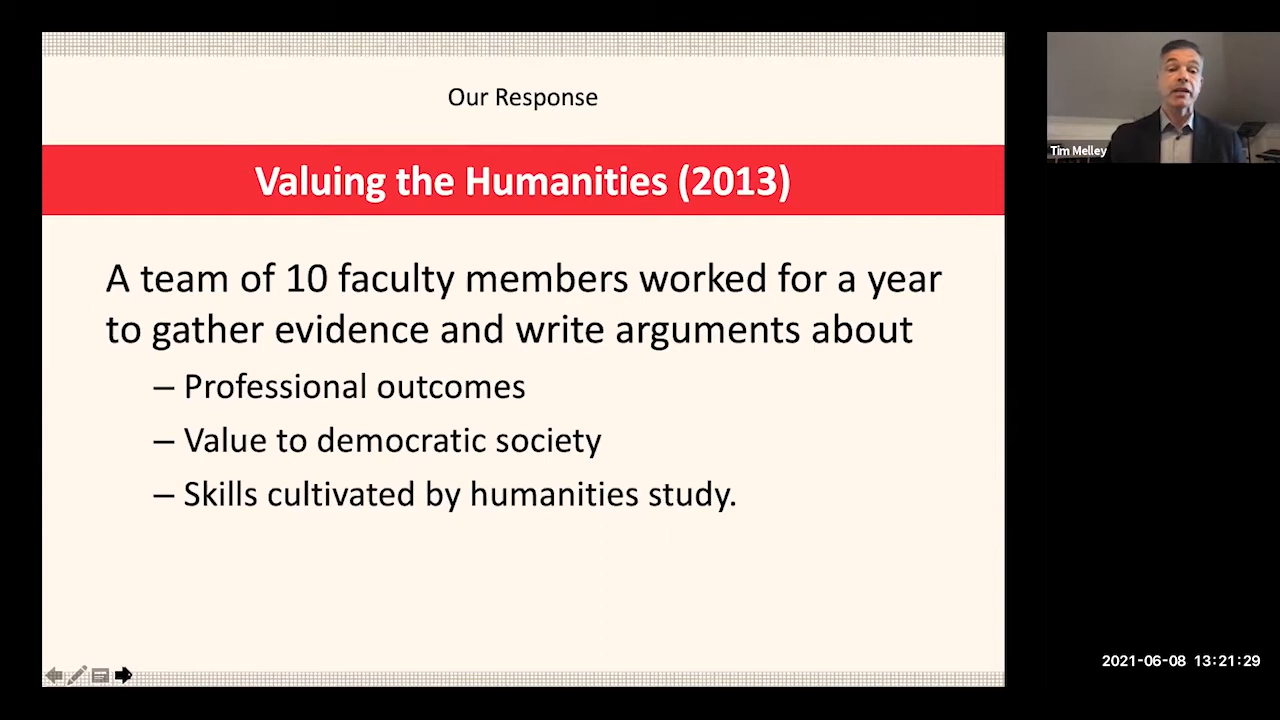 Our Response
Valuing the Humanities (2013)
A team of 10 faculty members worked for a year
to gather evidence and write arguments about
– Professional outcomes
– Value to democratic society
– Skills cultivated by humanities study.
Tim Melley
2021-06-08 13:21:29